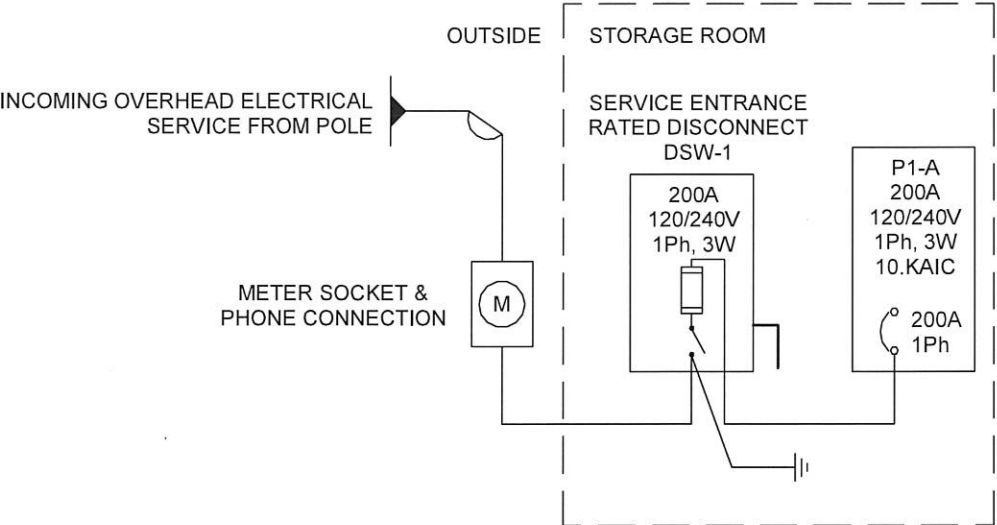 OUTSIDE
STORAGE ROOM
INCOMING OVERHEAD ELECTRICAL
SERVICE FROM POLE
SERVICE ENTRANCE
RATED DISCONNECT
DSW-1
200A
120/240V
1Ph, 3W
P1-A
200A
120/240V
1Ph, 3W
10.KAIC
200A
1Ph
METER SOCKET &
PHONE CONNECTION
M